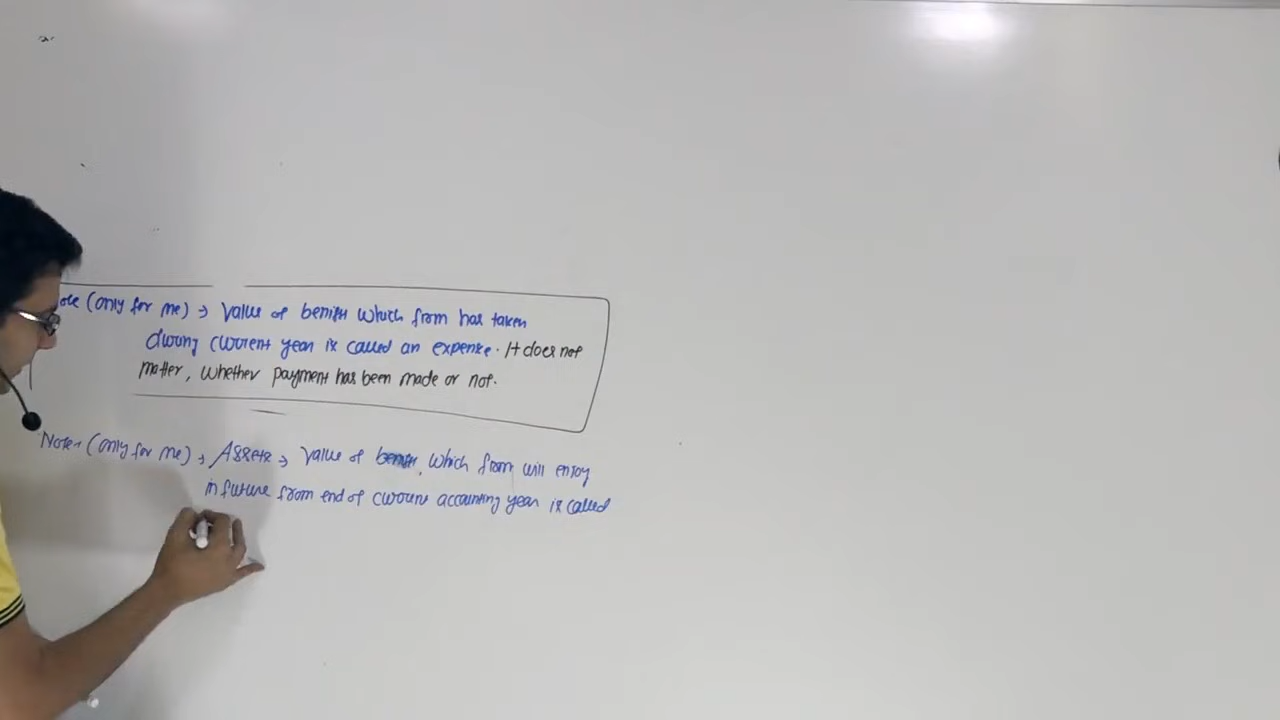 ote (only for me) → Value of benifit which from has taken
during current year is called an expense. It does not
matter, whether payment has been made or not.
Note → (only for me) → Assets → Value of benifit, which from will enjoy
in future from end of current accounting year is called